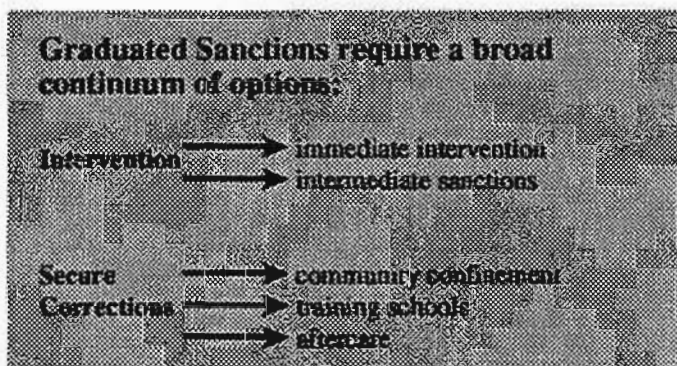 Graduated Sanctions require a broad
continuum of options:
Intervention
immediate intervention
intermediate sanctions
Secure
Corrections
community confinement
training schools
aftercare